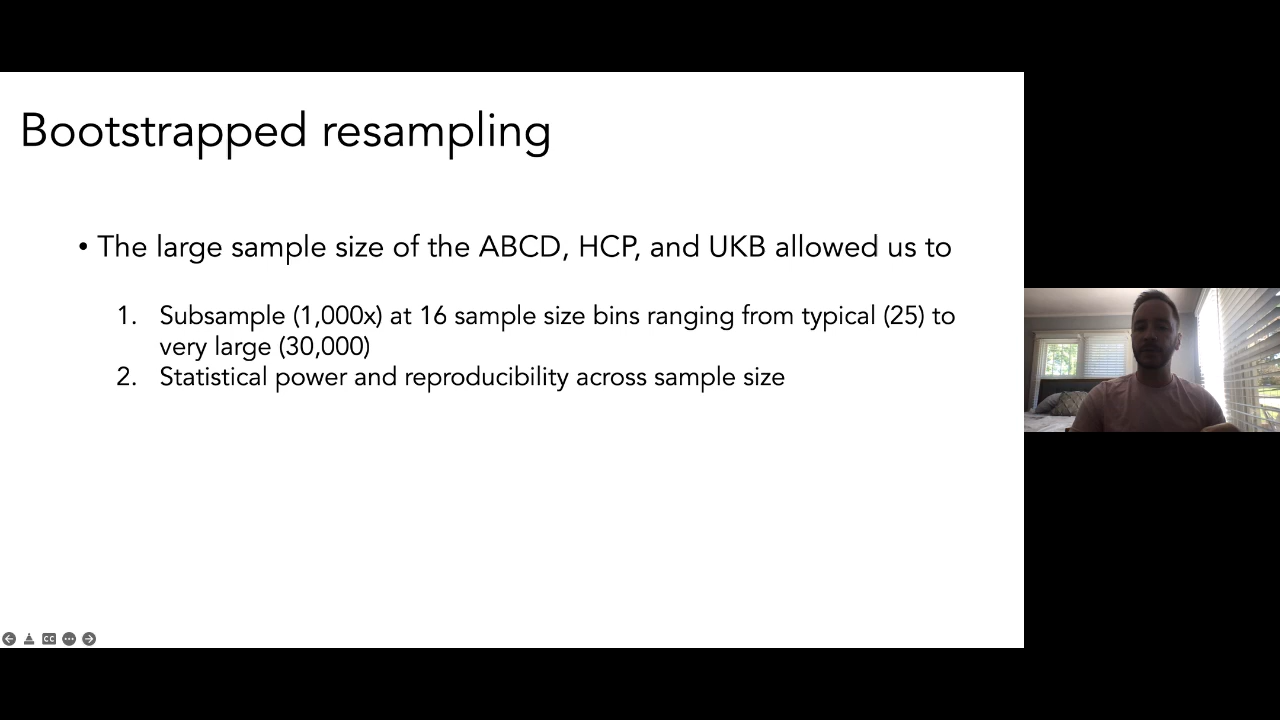 Bootstrapped resampling
• The large sample size of the ABCD, HCP, and UKB allowed us to
1. Subsample (1,000x) at 16 sample size bins ranging from typical (25) to
very large (30,000)
2. Statistical power and reproducibility across sample size
CC